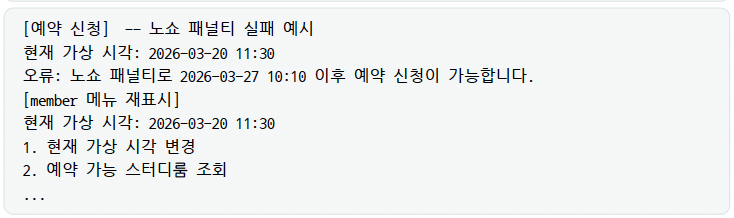 [예약 신청] -- 노쇼 패널티 실패 예시
현재 가상 시각: 2026-03-20 11:30
오류: 노쇼 패널티로 2026-03-27 10:10 이후 예약 신청이 가능합니다.
[member 메뉴 재표시]
현재 가상 시각: 2026-03-20 11:30
1. 현재 가상 시각 변경
2. 예약 가능 스터디룸 조회
...